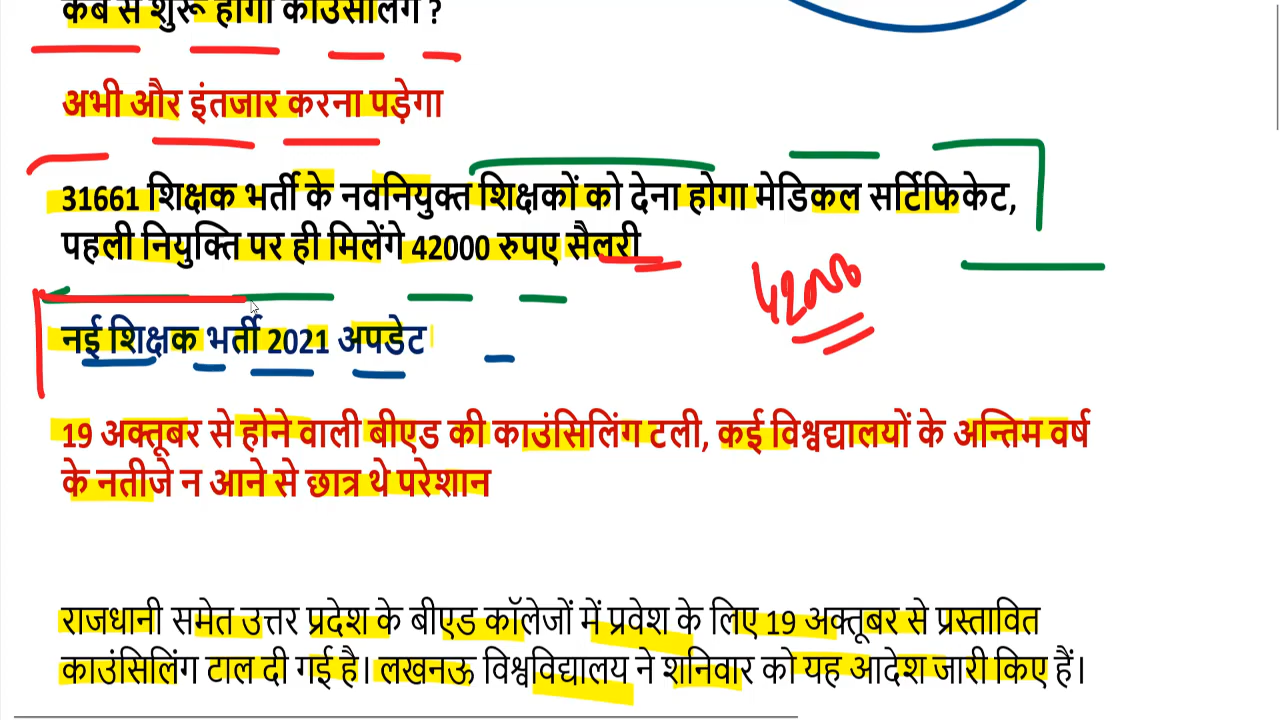 कब से शुरू होगी काउंसलिंग ?
अभी और इंतजार करना पड़ेगा
31661 शिक्षक भर्ती के नवनियुक्त शिक्षकों को देना होगा मेडिकल सर्टिफिकेट,
पहली नियुक्ति पर ही मिलेंगे 42000 रुपए सैलरी
42000
नई शिक्षक भर्ती 2021 अपडेट
19 अक्तूबर से होने वाली बीएड की काउंसिलिंग टली, कई विश्वद्यालयों के अन्तिम वर्ष
के नतीजे न आने से छात्र थे परेशान
राजधानी समेत उत्तर प्रदेश के बीएड कॉलेजों में प्रवेश के लिए 19 अक्तूबर से प्रस्तावित
काउंसिलिंग टाल दी गई है। लखनऊ विश्वविद्यालय ने शनिवार को यह आदेश जारी किए हैं।